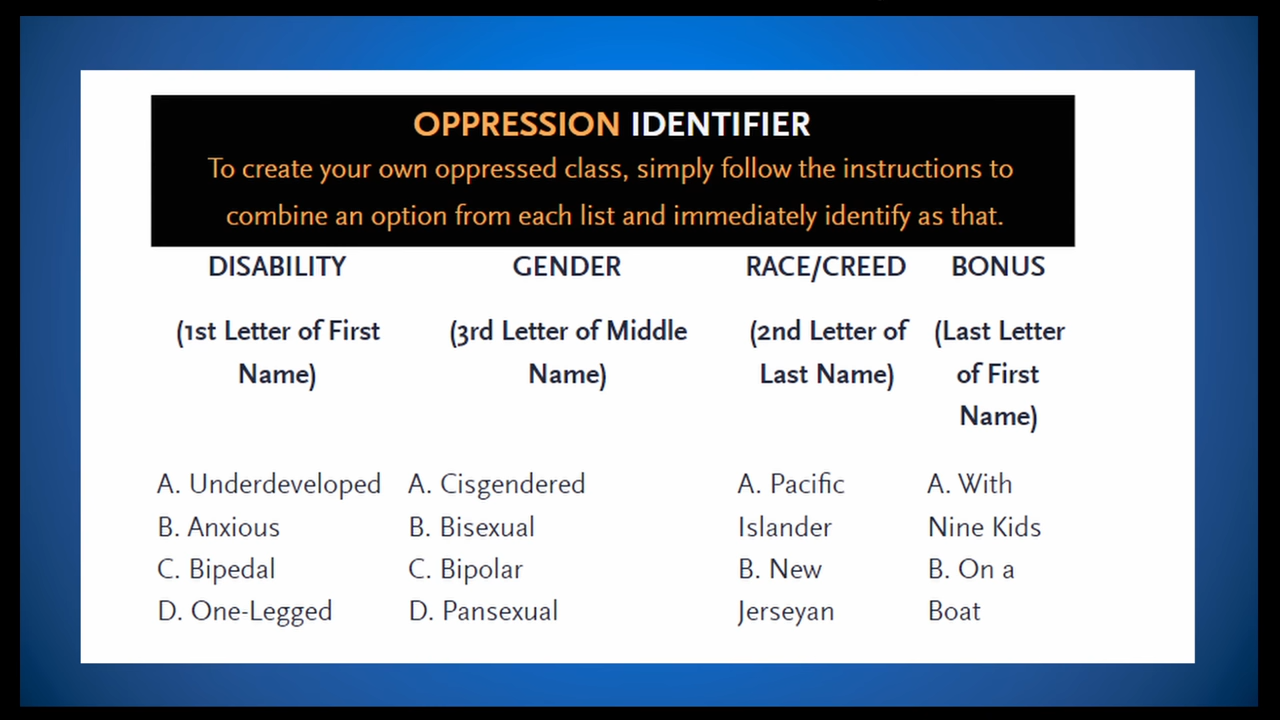 OPPRESSION IDENTIFIER
To create your own oppressed class, simply follow the instructions to
combine an option from each list and immediately identify as that.
DISABILITY
(1st Letter of First
Name)
A. Underdeveloped
B. Anxious
C. Bipedal
D. One-Legged
GENDER
(3rd Letter of Middle
Name)
A. Cisgendered
B. Bisexual
C. Bipolar
D. Pansexual
RACE/CREED
(2nd Letter of
Last Name)
A. Pacific
Islander
B. New
Jerseyan
BONUS
(Last Letter
of First
Name)
A. With
Nine Kids
B. On a
Boat